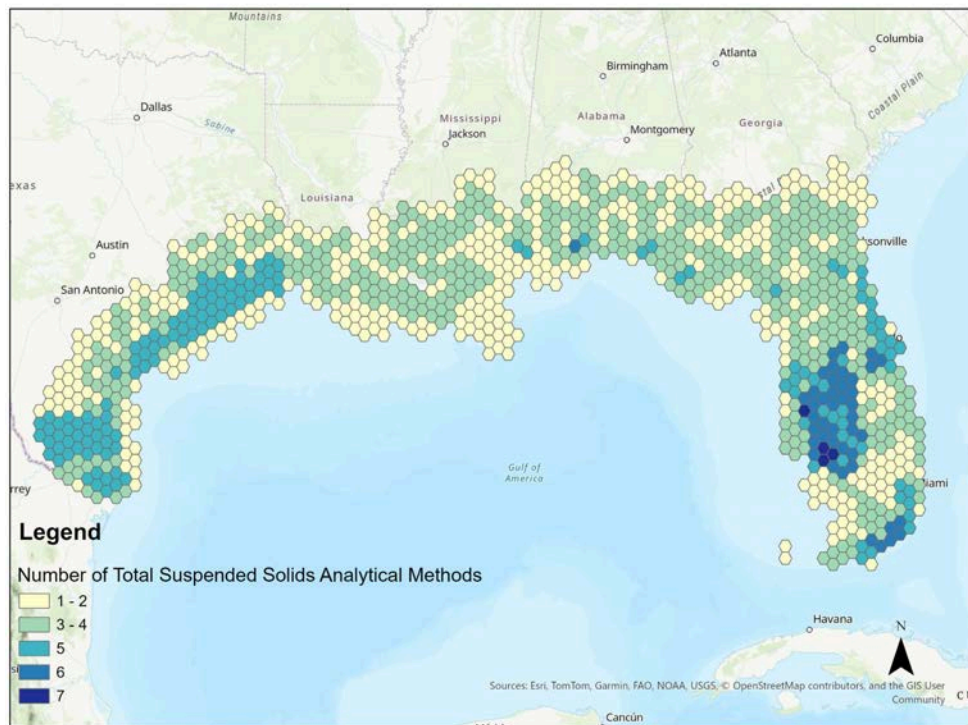 Mountains
Columbia
Atlanta
Birmingham
Dallas
Coastal Plain
Mississippi
Alabama
Georgia
Sabine
Jackson
Montgomery
exas
Louisiana
Austin
ksonville
San Antonio
Gulf of
America
rrey
iami
Legend
Number of Total Suspended Solids Analytical Methods
1 - 2
3 - 4
5
6
7
Havana
N
Sources: Esri, TomTom, Garmin, FAO, NOAA, USGS, © OpenStreetMap contributors, and the GIS User
Community
Cancún